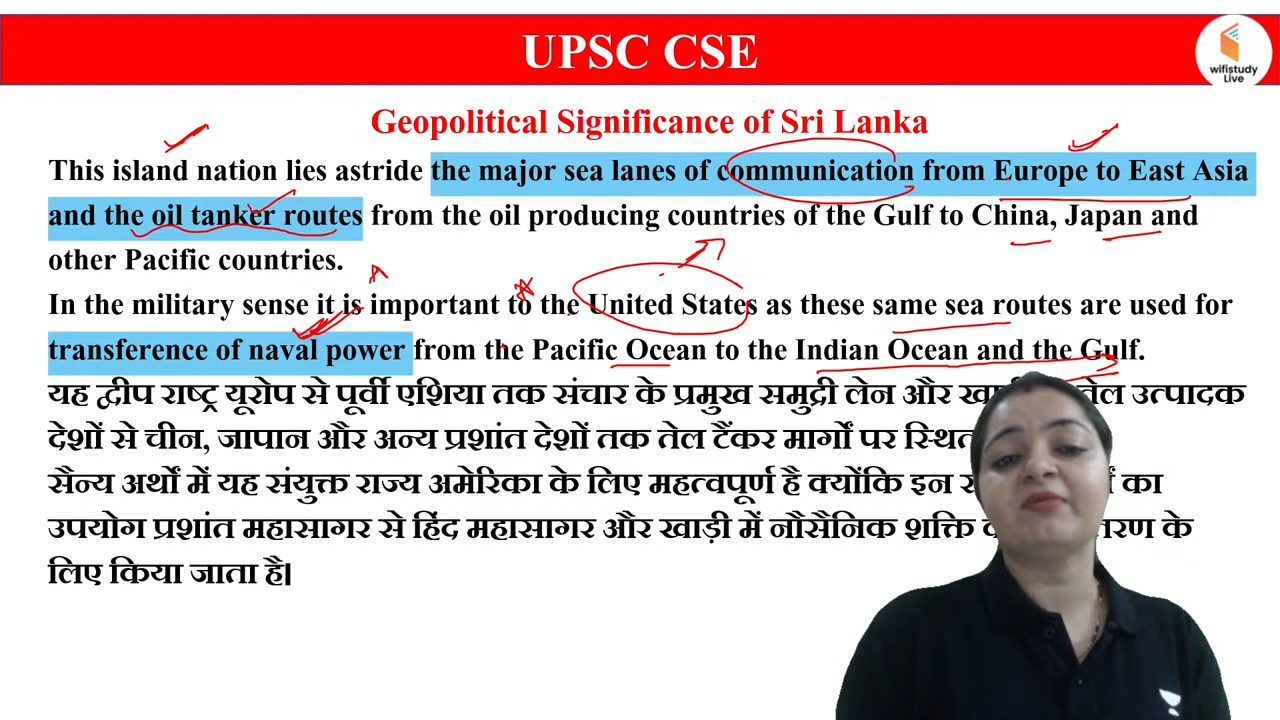 UPSC CSE
wifistudy
Live
Geopolitical Significance of Sri Lanka
This island nation lies astride the major sea lanes of communication from Europe to East Asia
and the oil tanker routes from the oil producing countries of the Gulf to China, Japan and
other Pacific countries.
In the military sense it is important to the United States as these same sea routes are used for
transference of naval power from the Pacific Ocean to the Indian Ocean and the Gulf.
यह द्वीप राष्ट्र यूरोप से पूर्वी एशिया तक संचार के प्रमुख समुद्री लेन और तेल उत्पादक
देशों से चीन, जापान और अन्य प्रशांत देशों तक तेल टैंकर मार्गों पर
सैन्य अर्थों में यह संयुक्त राज्य अमेरिका के लिए महत्वपूर्ण है क्योंकि इन का
उपयोग प्रशांत महासागर से हिंद महासागर और खाड़ी में नौसैनिक शक्ति के
लिए किया जाता है।